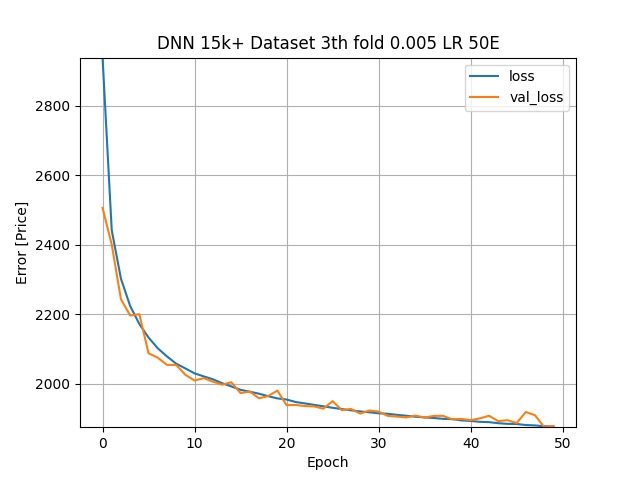 DNN 15k+ Dataset 3th fold 0.005 LR 50E
loss
val_loss
Error [Price]
2800
2600
2400
2200
2000
0 10 20 30 40 50
Epoch